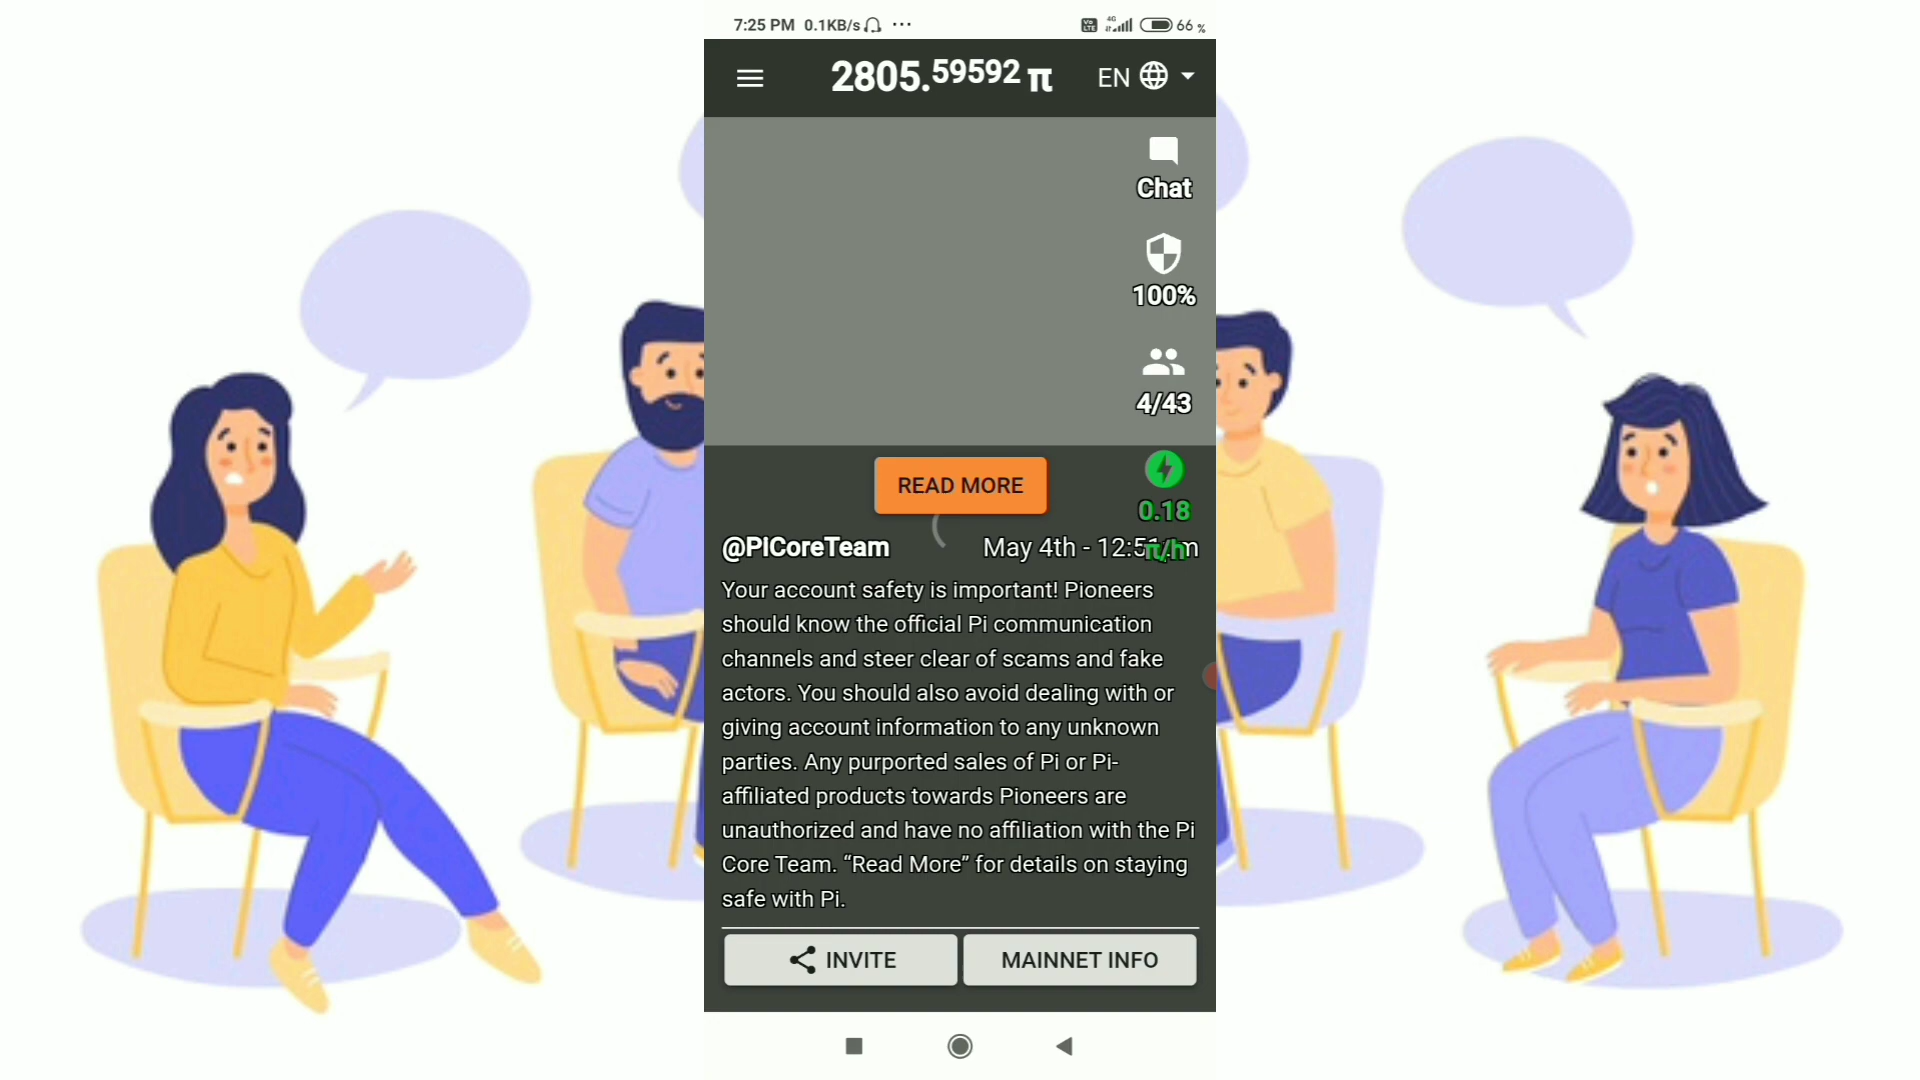 7:25 PM 0.1KB/s ...
Vo LTE 4G 66 %
2805.59592 π
EN
Chat
100%
4/43
READ MORE
0.18
π/h
@PiCoreTeam May 4th -
Your account safety is important! Pioneers
should know the official Pi communication
channels and steer clear of scams and fake
actors. You should also avoid dealing with or
giving account information to any unknown
parties. Any purported sales of Pi or Pi-
affiliated products towards Pioneers are
unauthorized and have no affiliation with the Pi
Core Team. “Read More” for details on staying
safe with Pi.
INVITE
MAINNET INFO